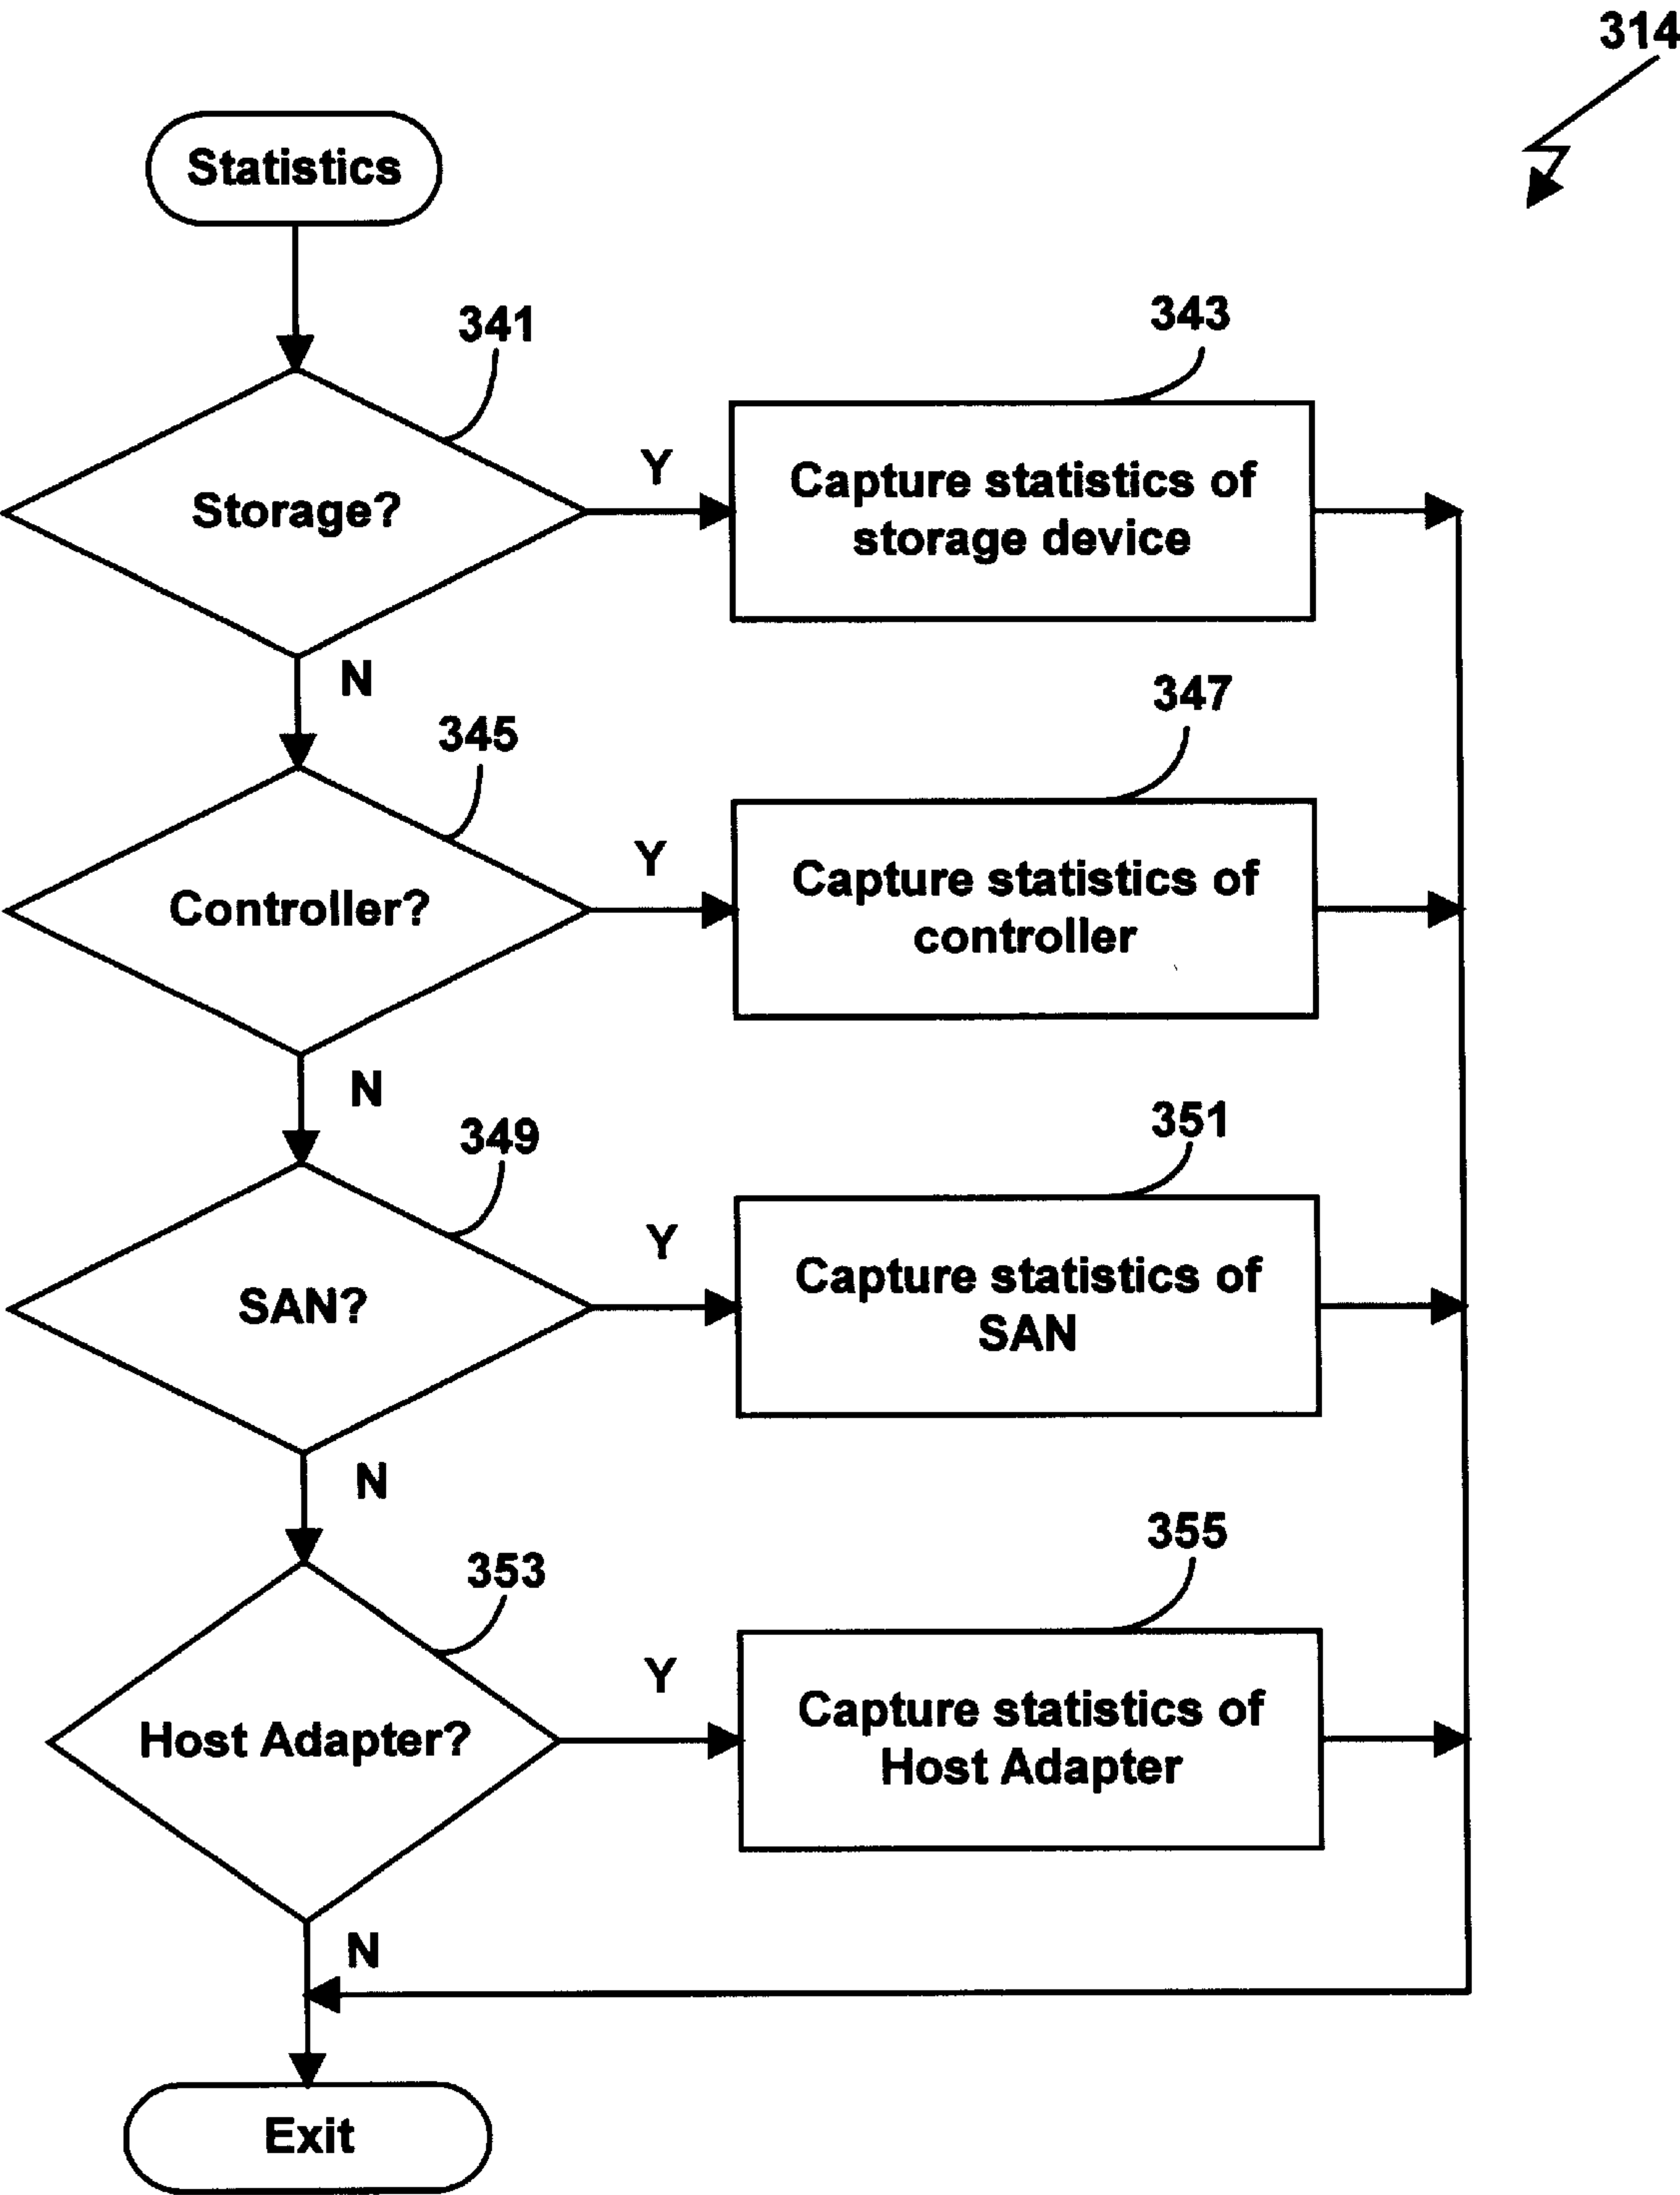 314
Statistics
341
343
Storage?
Y
Capture statistics of
storage device
N
345
347
Controller?
Y
Capture statistics of
controller
N
349
351
SAN?
Y
Capture statistics of
SAN
N
353
355
Host Adapter?
Y
Capture statistics of
Host Adapter
N
Exit